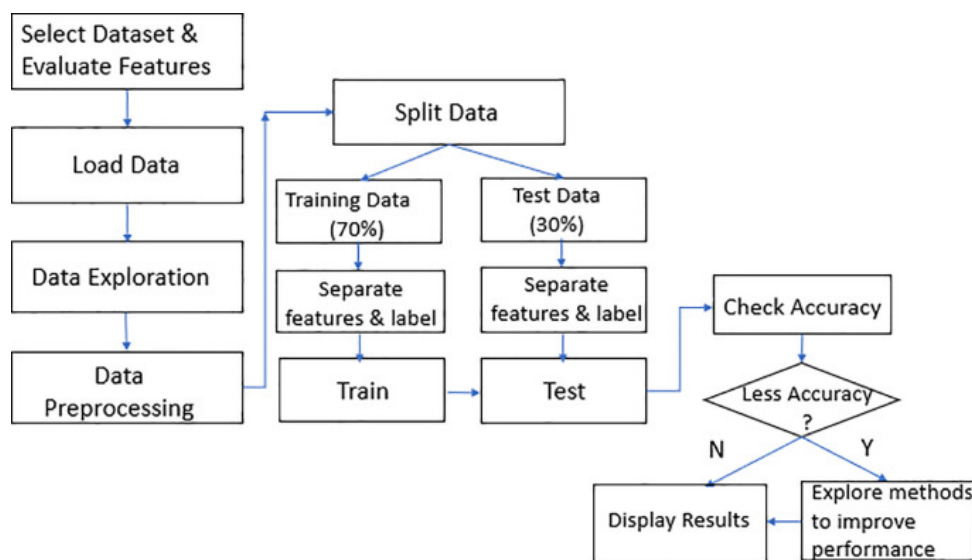 Select Dataset &
Evaluate Features
Load Data
Data Exploration
Data
Preprocessing
Split Data
Training Data
(70%)
Separate
features & label
Train
Test Data
(30%)
Separate
features & label
Test
Check Accuracy
Less Accuracy
?
N
Y
Display Results
Explore methods
to improve
performance